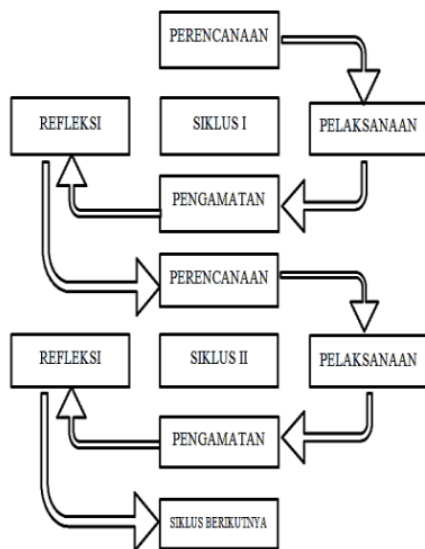 PERENCANAAN
REFLEKSI
SIKLUS I
PELAKSANAAN
PENGAMATAN
PERENCANAAN
REFLEKSI
SIKLUS II
PELAKSANAAN
PENGAMATAN
SIKLUS BERIKUTNYA